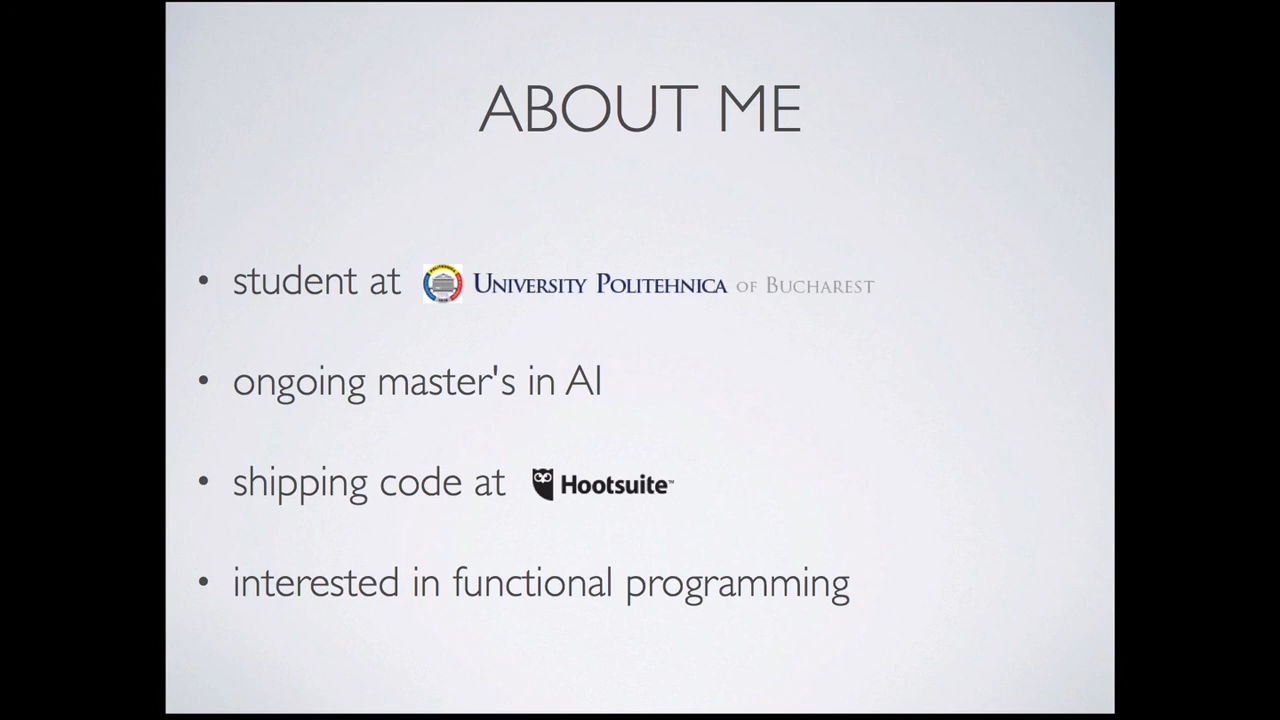 ABOUT ME
• student at UNIVERSITY POLITEHNICA OF BUCHAREST
• ongoing master's in AI
• shipping code at Hootsuite™
• interested in functional programming